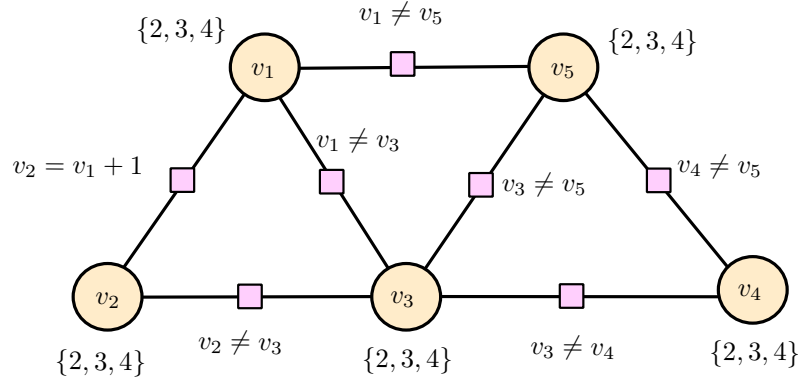 v₁ ≠ v₅
{2, 3, 4}
{2, 3, 4}
v₁
v₅
v₁ ≠ v₃
v₂ = v₁ + 1
v₄ ≠ v₅
v₃ ≠ v₅
v₂
v₃
v₄
v₂ ≠ v₃
v₃ ≠ v₄
{2, 3, 4}
{2, 3, 4}
{2, 3, 4}